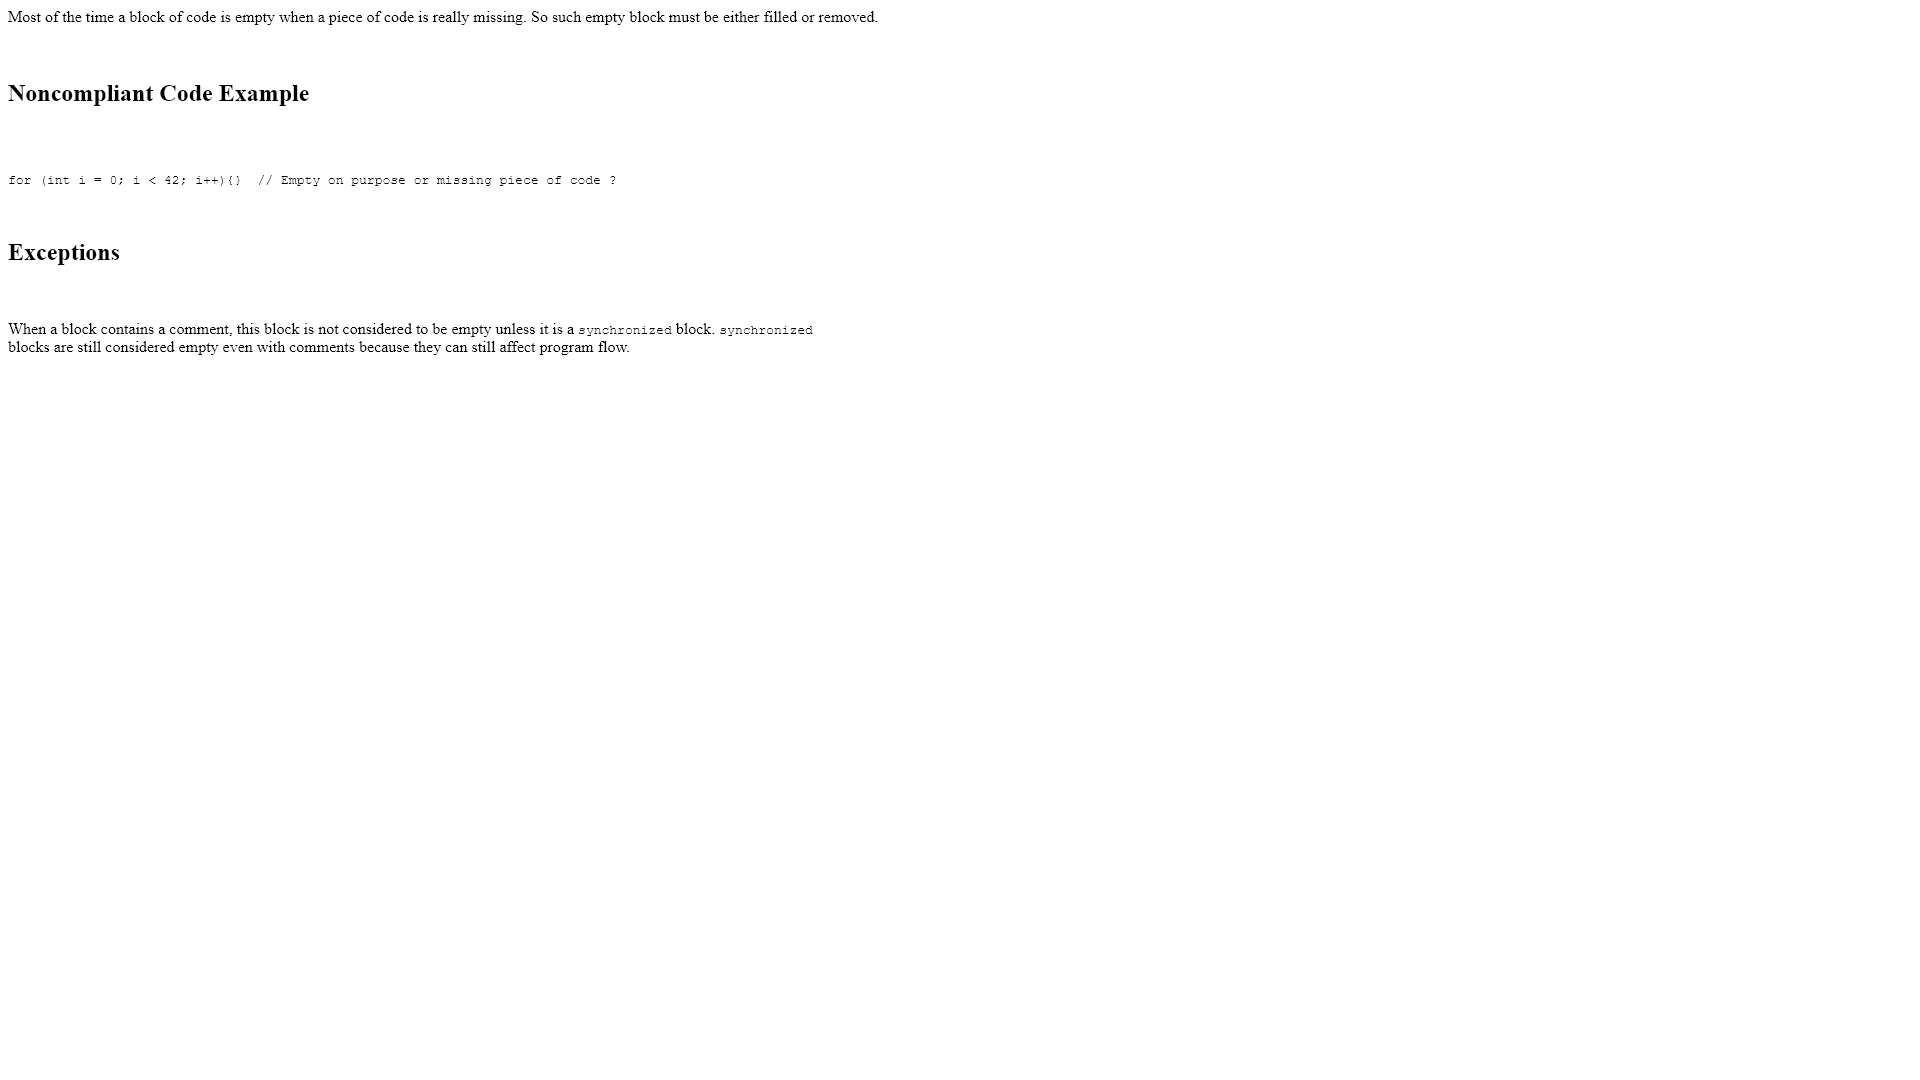 Most of the time a block of code is empty when a piece of code is really missing. So such empty block must be either filled or removed.
Noncompliant Code Example
for (int i = 0; i < 42; i++){}  // Empty on purpose or missing piece of code ?
Exceptions
When a block contains a comment, this block is not considered to be empty unless it is a synchronized block. synchronized
blocks are still considered empty even with comments because they can still affect program flow.